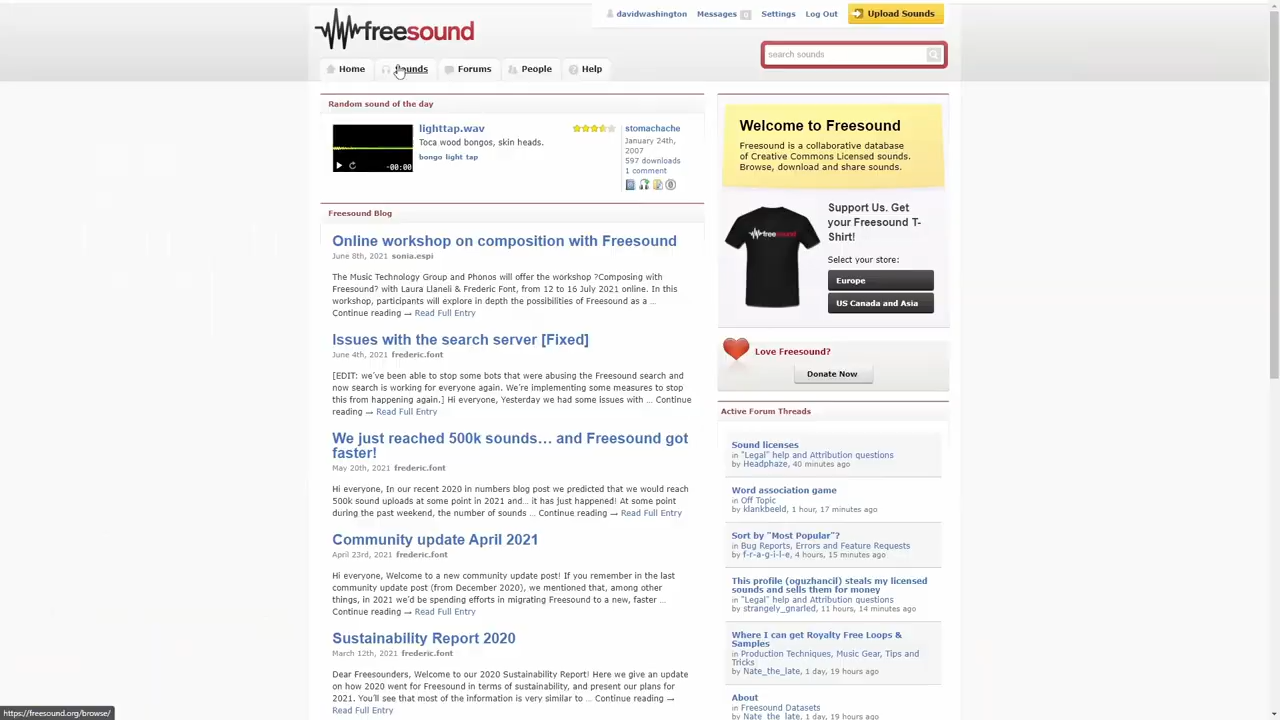 freesound
davidwashington Messages 0 Settings Log Out Upload Sounds
search sounds
Home Sounds Forums People Help
Random sound of the day
lighttap.wav
Toca wood bongos, skin heads.
bongo light tap
-00:00
stomachache
January 24th,
2007
597 downloads
1 comment
Freesound Blog
Online workshop on composition with Freesound
June 8th, 2021 sonia.espi
The Music Technology Group and Phonos will offer the workshop ?Composing with
Freesound? with Laura Llaneli & Frederic Font, from 12 to 16 July 2021 online. In this
workshop, participants will explore in depth the possibilities of Freesound as a ...
Continue reading → Read Full Entry
Issues with the search server [Fixed]
June 4th, 2021 frederic.font
[EDIT: we've been able to stop some bots that were abusing the Freesound search and
now search is working for everyone again. We're implementing some measures to stop
this from happening again.] Hi everyone, Yesterday we had some issues with ... Continue
reading → Read Full Entry
We just reached 500k sounds... and Freesound got
faster!
May 20th, 2021 frederic.font
Hi everyone, In our recent 2020 in numbers blog post we predicted that we would reach
500k sound uploads at some point in 2021 and... it has just happened! At some point
during the past weekend, the number of sounds ... Continue reading → Read Full Entry
Community update April 2021
April 23rd, 2021 frederic.font
Hi everyone, Welcome to a new community update post! If you remember in the last
community update post (from December 2020), we mentioned that, among other
things, in 2021 we'd be spending efforts in migrating Freesound to a new, faster ...
Continue reading → Read Full Entry
Sustainability Report 2020
March 12th, 2021 frederic.font
Dear Freesounders, Welcome to our 2020 Sustainability Report! Here we give an update
on how 2020 went for Freesound in terms of sustainability, and present our plans for
2021. You'll see that most of the information is very similar to ... Continue reading →
Read Full Entry
Welcome to Freesound
Freesound is a collaborative database
of Creative Commons Licensed sounds.
Browse, download and share sounds.
freesound
Support Us. Get
your Freesound T-
Shirt!
Select your store:
Europe
US Canada and Asia
Love Freesound?
Donate Now
Active Forum Threads
Sound licenses
in "Legal" help and Attribution questions
by Headphaze, 40 minutes ago
Word association game
in Off Topic
by klankbeeld, 1 hour, 17 minutes ago
Sort by "Most Popular"?
in Bug Reports, Errors and Feature Requests
by f-r-a-g-i-l-e, 4 hours, 15 minutes ago
This profile (oguzhancil) steals my licensed
sounds and sells them for money
in "Legal" help and Attribution questions
by strangely_gnarled, 11 hours, 14 minutes ago
Where I can get Royalty Free Loops &
Samples
in Production Techniques, Music Gear, Tips and
Tricks
by Nate_the_late, 1 day, 19 hours ago
About
in Freesound Datasets
by Nate_the_late, 1 day, 19 hours ago
https://freesound.org/browse/